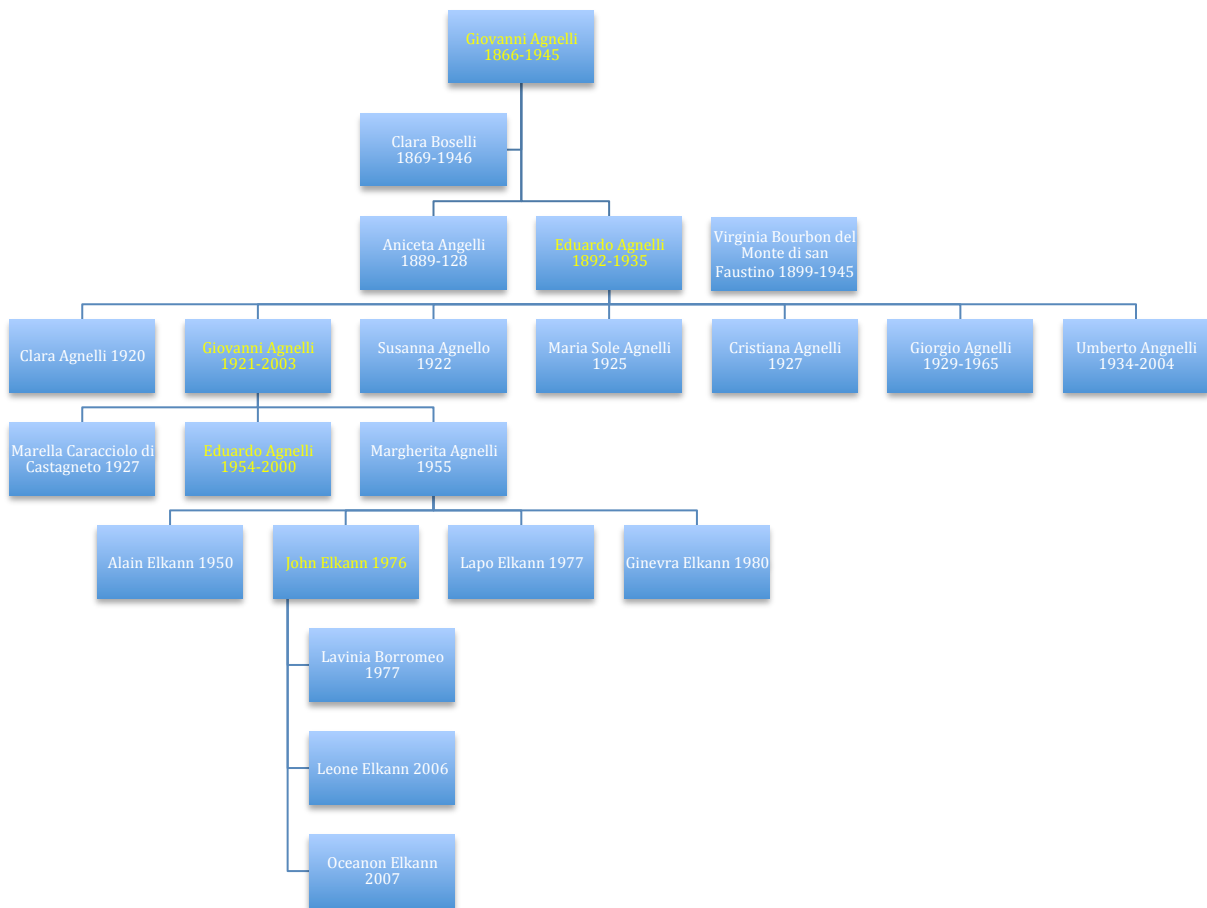 Giovanni Agnelli
1866-1945
Clara Boselli
1869-1946
Aniceta Angelli
1889-128
Eduardo Agnelli
1892-1935
Virginia Bourbon del
Monte di san
Faustino 1899-1945
Clara Agnelli 1920
Giovanni Agnelli
1921-2003
Susanna Agnello
1922
Maria Sole Agnelli
1925
Cristiana Agnelli
1927
Giorgio Agnelli
1929-1965
Umberto Angnelli
1934-2004
Marella Caracciolo di
Castagneto 1927
Eduardo Agnelli
1954-2000
Margherita Agnelli
1955
Alain Elkann 1950
John Elkann 1976
Lapo Elkann 1977
Ginevra Elkann 1980
Lavinia Borromeo
1977
Leone Elkann 2006
Oceanon Elkann
2007